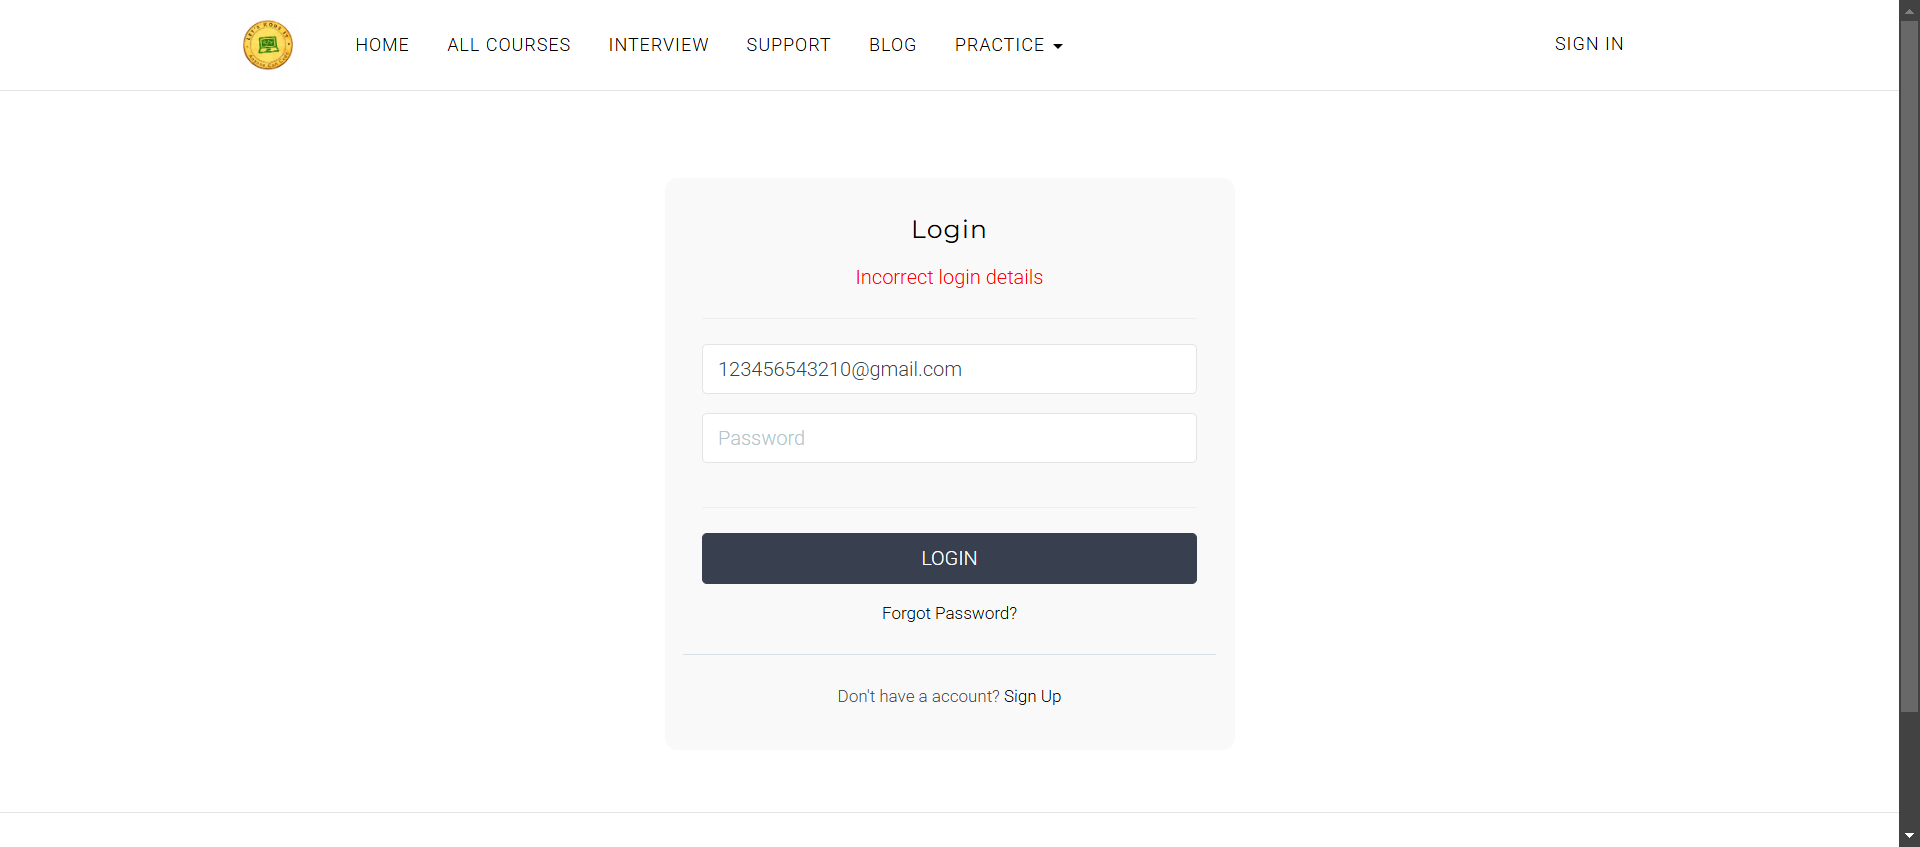 HOME ALL COURSES INTERVIEW SUPPORT BLOG PRACTICE SIGN IN
Login
Incorrect login details
123456543210@gmail.com
Password
LOGIN
Forgot Password?
Don't have a account? Sign Up